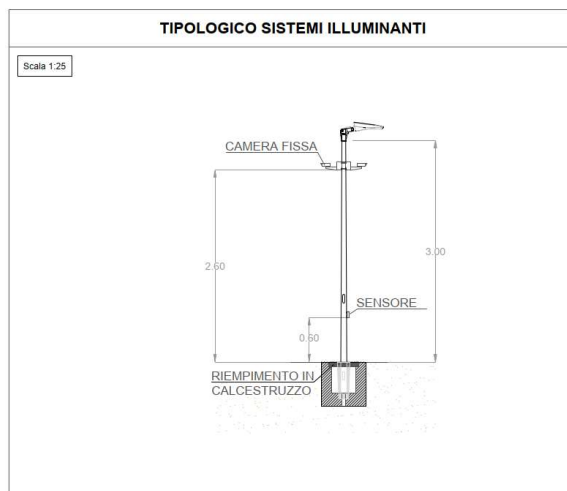 TIPOLOGICO SISTEMI ILLUMINANTI
Scala 1:25
CAMERA FISSA
2.60
3.00
SENSORE
0.60
RIEMPIMENTO IN
CALCESTRUZZO